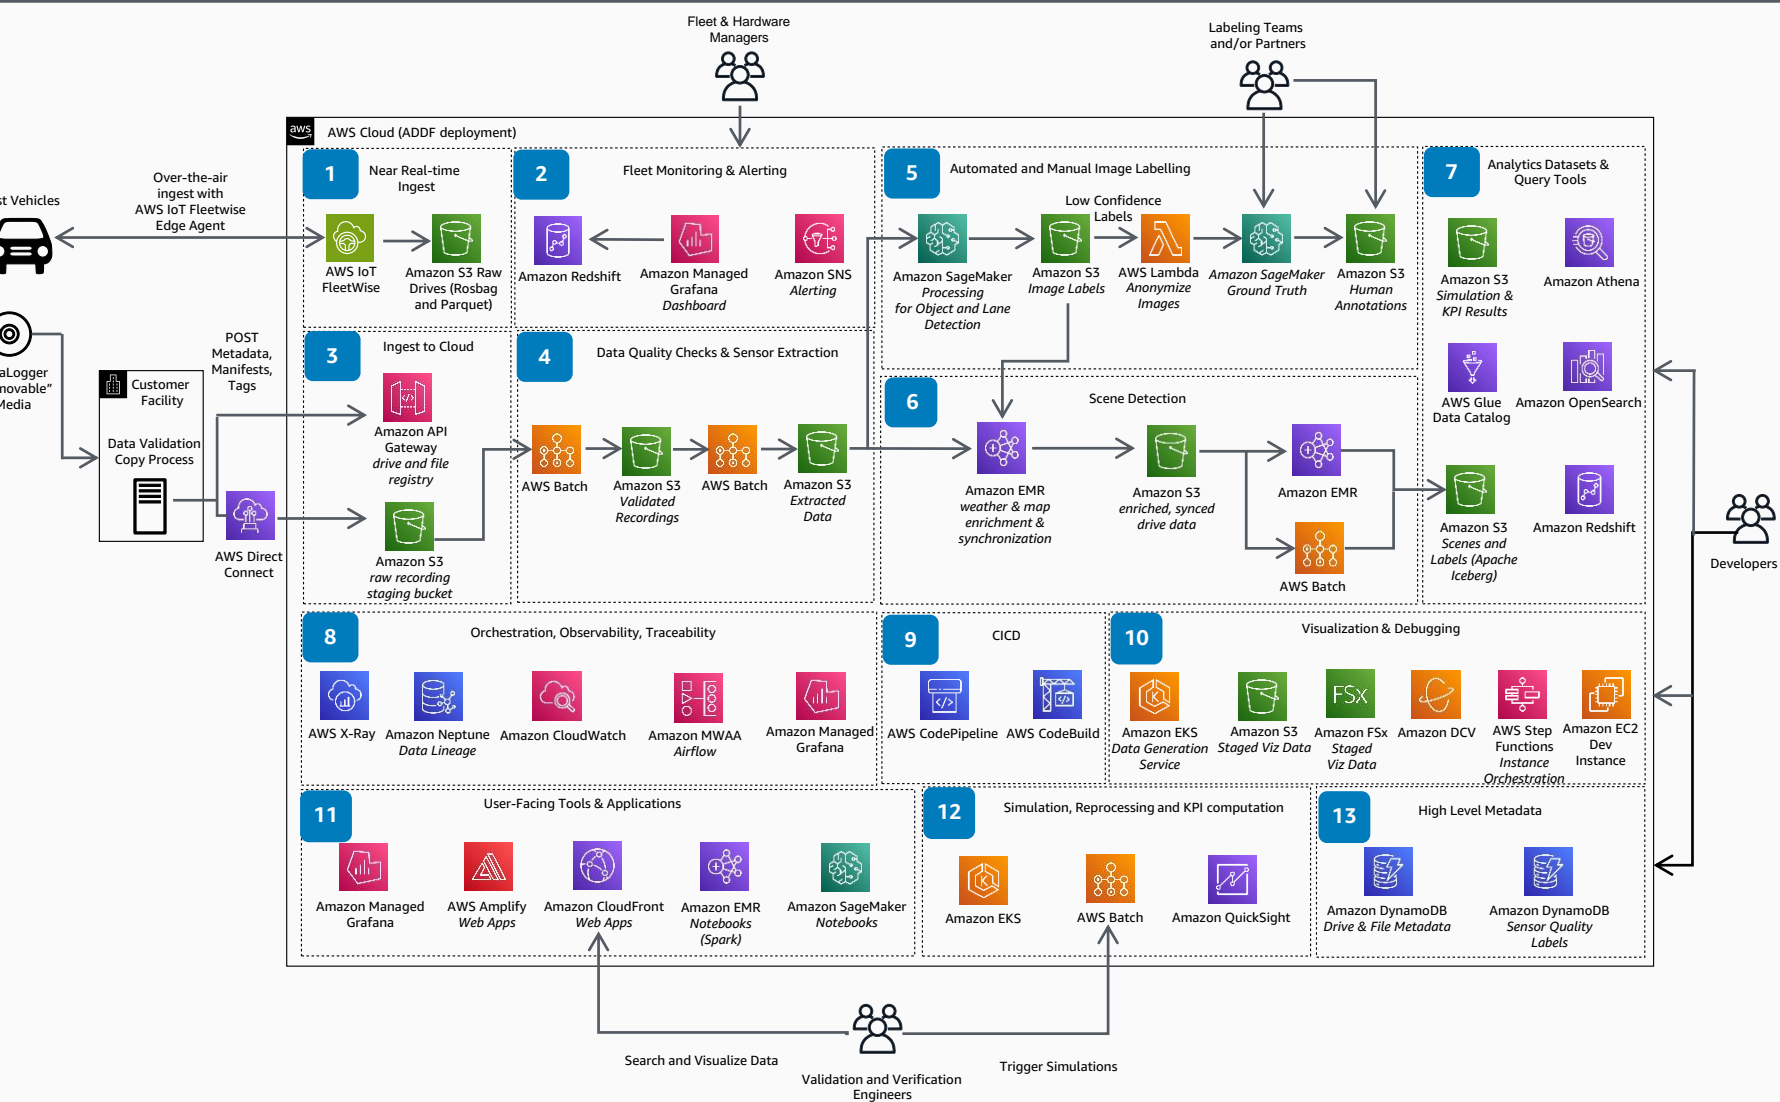 Fleet & Hardware
Managers
Labeling Teams
and/or Partners
aws
AWS Cloud (ADDF deployment)
st Vehicles
Over-the-air
ingest with
AWS IoT Fleetwise
Edge Agent
1
Near Real-time
Ingest
AWS IoT
FleetWise
Amazon S3 Raw
Drives (Rosbag
and Parquet)
2
Fleet Monitoring & Alerting
Amazon Redshift
Amazon Managed
Grafana
Dashboard
Amazon SNS
Alerting
5
Automated and Manual Image Labelling
Low Confidence
Labels
Amazon SageMaker
Processing
for Object and Lane
Detection
Amazon S3
Image Labels
AWS Lambda
Anonymize
Images
Amazon SageMaker
Ground Truth
Amazon S3
Human
Annotations
7
Analytics Datasets &
Query Tools
Amazon S3
Simulation &
KPI Results
Amazon Athena
AWS Glue
Data Catalog
Amazon OpenSearch
Amazon S3
Scenes and
Labels (Apache
Iceberg)
Amazon Redshift
aLogger
movable”
Media
Customer
Facility
Data Validation
Copy Process
POST
Metadata,
Manifests,
Tags
AWS Direct
Connect
3
Ingest to Cloud
Amazon API
Gateway
drive and file
registry
Amazon S3
raw recording
staging bucket
4
Data Quality Checks & Sensor Extraction
AWS Batch
Amazon S3
Validated
Recordings
AWS Batch
Amazon S3
Extracted
Data
6
Scene Detection
Amazon EMR
weather & map
enrichment &
synchronization
Amazon S3
enriched, synced
drive data
Amazon EMR
AWS Batch
Developers
8
Orchestration, Observability, Traceability
AWS X-Ray
Amazon Neptune
Data Lineage
Amazon CloudWatch
Amazon MWAA
Airflow
Amazon Managed
Grafana
9
CICD
AWS CodePipeline
AWS CodeBuild
10
Visualization & Debugging
Amazon EKS
Data Generation
Service
Amazon S3
Staged Viz Data
FSx
Amazon FSx
Staged
Viz Data
Amazon DCV
AWS Step
Functions
Instance
Orchestration
Amazon EC2
Dev
Instance
11
User-Facing Tools & Applications
Amazon Managed
Grafana
AWS Amplify
Web Apps
Amazon CloudFront
Web Apps
Amazon EMR
Notebooks
(Spark)
Amazon SageMaker
Notebooks
12
Simulation, Reprocessing and KPI computation
Amazon EKS
AWS Batch
Amazon QuickSight
13
High Level Metadata
Amazon DynamoDB
Drive & File Metadata
Amazon DynamoDB
Sensor Quality
Labels
Search and Visualize Data
Trigger Simulations
Validation and Verification
Engineers